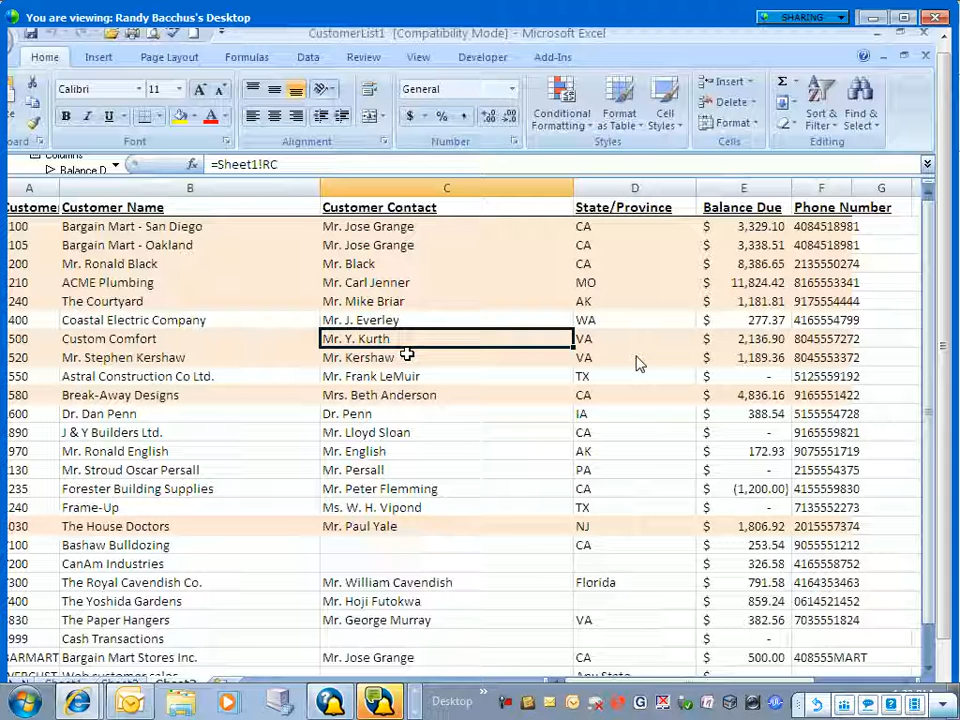 You are viewing: Randy Bacchus's Desktop
SHARING
CustomerList1 [Compatibility Mode] - Microsoft Excel
Home Insert Page Layout Formulas Data Review View Developer Add-Ins
Calibri 11 A A General Σ Insert Delete Format
B I U A $ % , Conditional Formatting Format as Table Cell Styles Sort & Filter Find & Select
Font Alignment Number Styles Cells Editing
Balance D fx =Sheet1!RC
A B C D E F G
Custome Customer Name Customer Contact State/Province Balance Due Phone Number
100 Bargain Mart - San Diego Mr. Jose Grange CA $ 3,329.10 4084518981
105 Bargain Mart - Oakland Mr. Jose Grange CA $ 3,338.51 4084518981
200 Mr. Ronald Black Mr. Black CA $ 8,386.65 2135550274
210 ACME Plumbing Mr. Carl Jenner MO $ 11,824.42 8165553341
240 The Courtyard Mr. Mike Briar AK $ 1,181.81 9175554444
400 Coastal Electric Company Mr. J. Everley WA $ 277.37 4165554799
500 Custom Comfort Mr. Y. Kurth VA $ 2,136.90 8045557272
520 Mr. Stephen Kershaw Mr. Kershaw VA $ 1,189.36 8045553372
550 Astral Construction Co Ltd. Mr. Frank LeMuir TX $ - 5125559192
580 Break-Away Designs Mrs. Beth Anderson CA $ 4,836.16 9165551422
600 Dr. Dan Penn Dr. Penn IA $ 388.54 5155554728
890 J & Y Builders Ltd. Mr. Lloyd Sloan CA $ - 9165559821
970 Mr. Ronald English Mr. English AK $ 172.93 9075551719
130 Mr. Stroud Oscar Persall Mr. Persall PA $ - 2155554375
235 Forester Building Supplies Mr. Peter Flemming CA $ (1,200.00) 4155559830
240 Frame-Up Ms. W. H. Vipond TX $ - 7135552273
030 The House Doctors Mr. Paul Yale NJ $ 1,806.92 2015557374
100 Bashaw Bulldozing CA $ 253.54 9055551212
200 CanAm Industries $ 326.58 4165558752
300 The Royal Cavendish Co. Mr. William Cavendish Florida $ 791.58 4164353463
400 The Yoshida Gardens Mr. Hoji Futokwa $ 859.24 0614521452
830 The Paper Hangers Mr. George Murray VA $ 382.56 7035551824
999 Cash Transactions $ -
BARMART Bargain Mart Stores Inc. Mr. Jose Grange CA $ 500.00 408555MART
Desktop